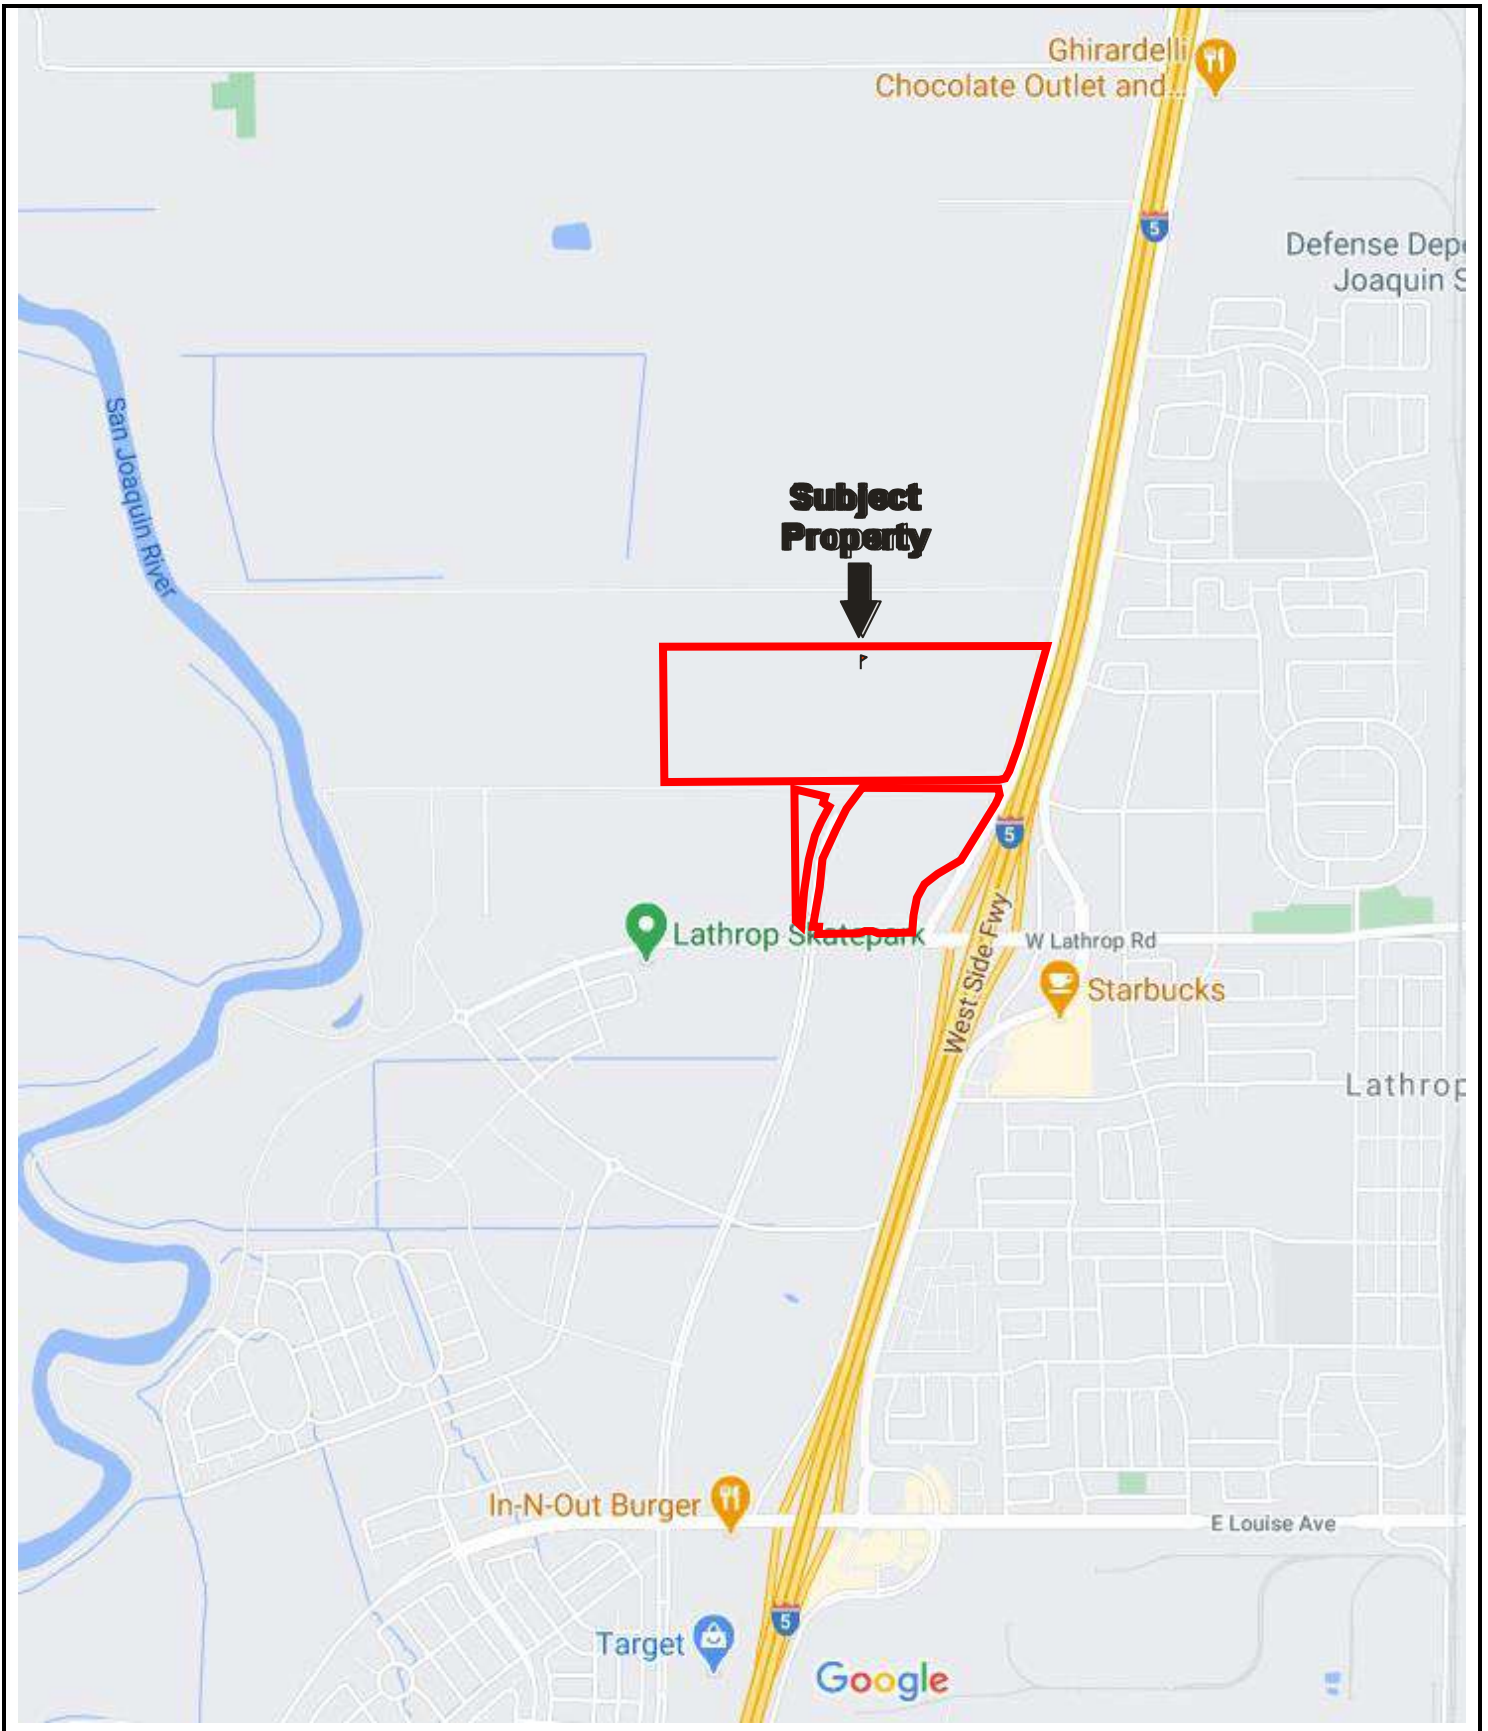 Ghirardelli
Chocolate Outlet and...
5
Defense Dep
Joaquin S
San Joaquin River
Subject
Property
5
Lathrop Skatepark
W Lathrop Rd
West Side Fwy
Starbucks
Lathrop
In-N-Out Burger
E Louise Ave
5
Target
Google